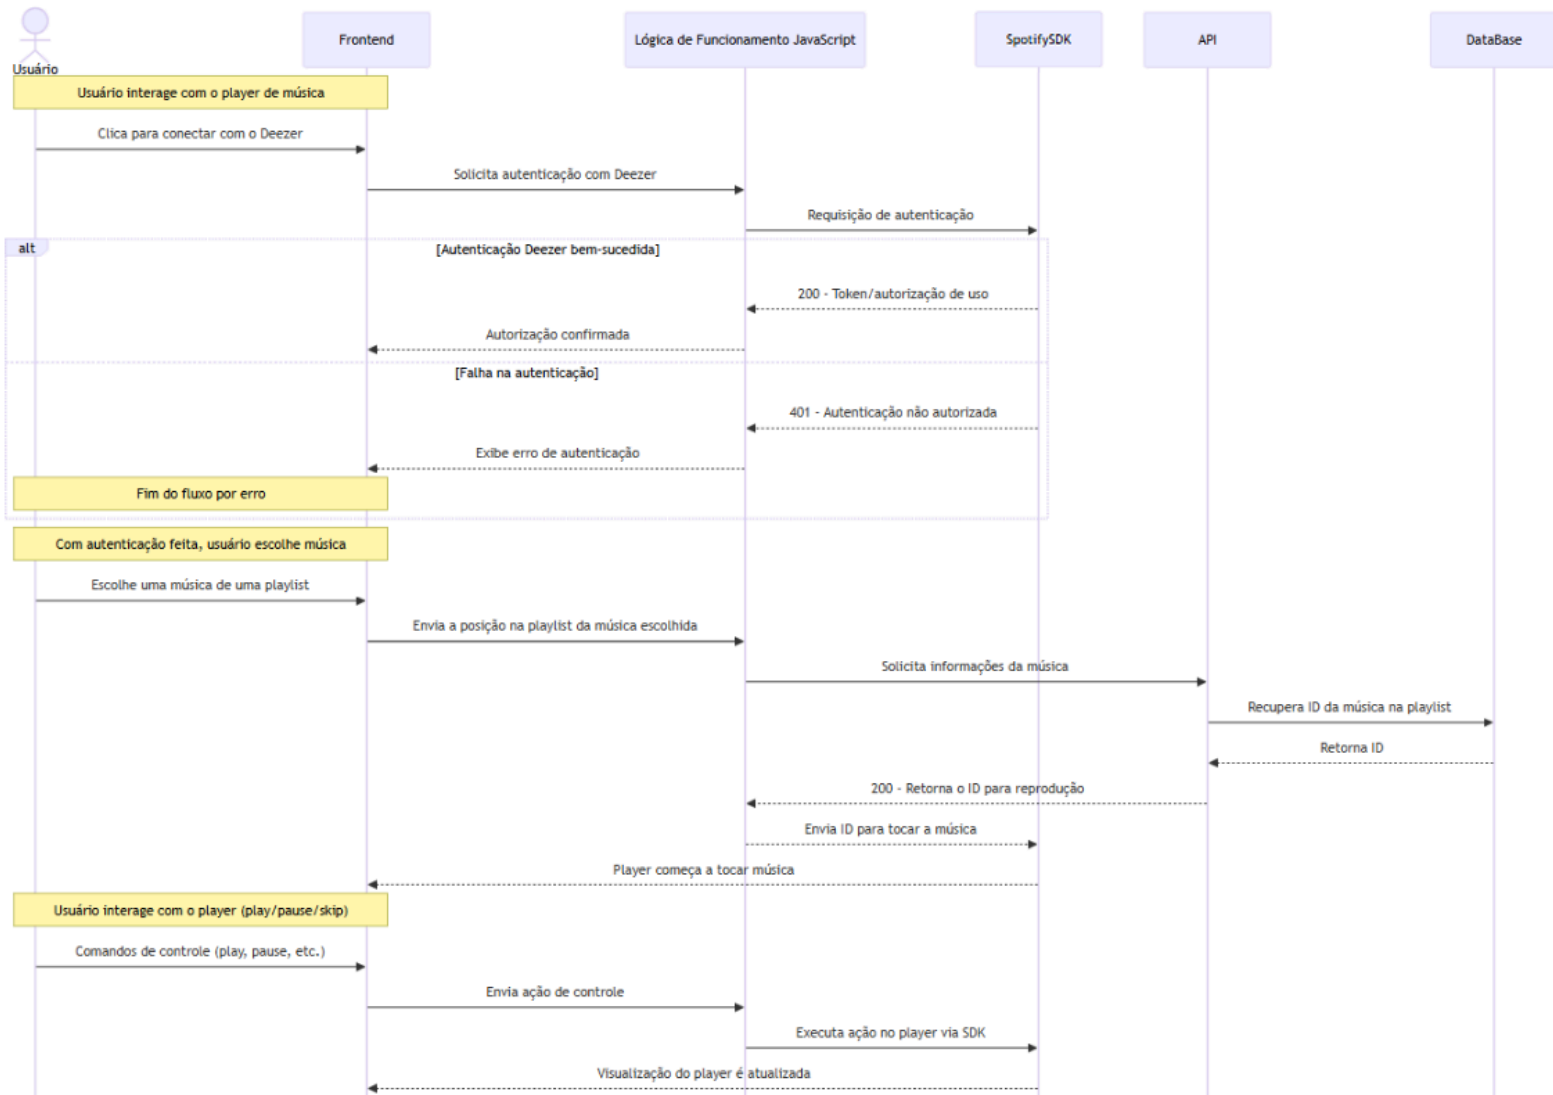 Usuário
Frontend
Lógica de Funcionamento JavaScript
SpotifySDK
API
DataBase
Usuário interage com o player de música
Clica para conectar com o Deezer
Solicita autenticação com Deezer
Requisição de autenticação
alt
[Autenticação Deezer bem-sucedida]
200 - Token/autorização de uso
Autorização confirmada
[Falha na autenticação]
401 - Autenticação não autorizada
Exibe erro de autenticação
Fim do fluxo por erro
Com autenticação feita, usuário escolhe música
Escolhe uma música de uma playlist
Envia a posição na playlist da música escolhida
Solicita informações da música
Recupera ID da música na playlist
Retorna ID
200 - Retorna o ID para reprodução
Envia ID para tocar a música
Player começa a tocar música
Usuário interage com o player (play/pause/skip)
Comandos de controle (play, pause, etc.)
Envia ação de controle
Executa ação no player via SDK
Visualização do player é atualizada